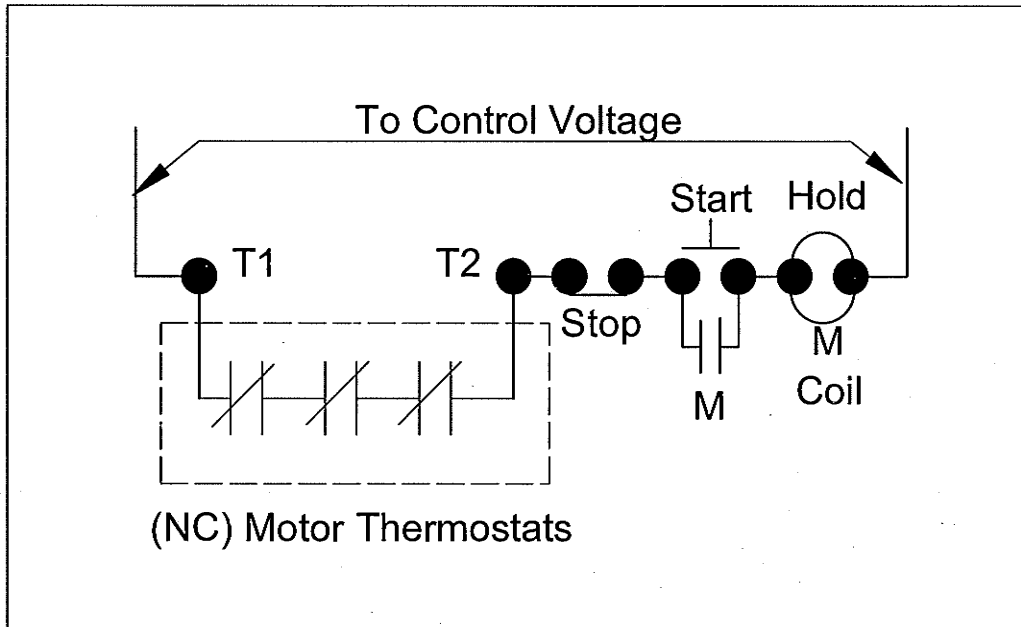 To Control Voltage
Start
Hold
T1
T2
Stop
M
M
Coil
(NC) Motor Thermostats